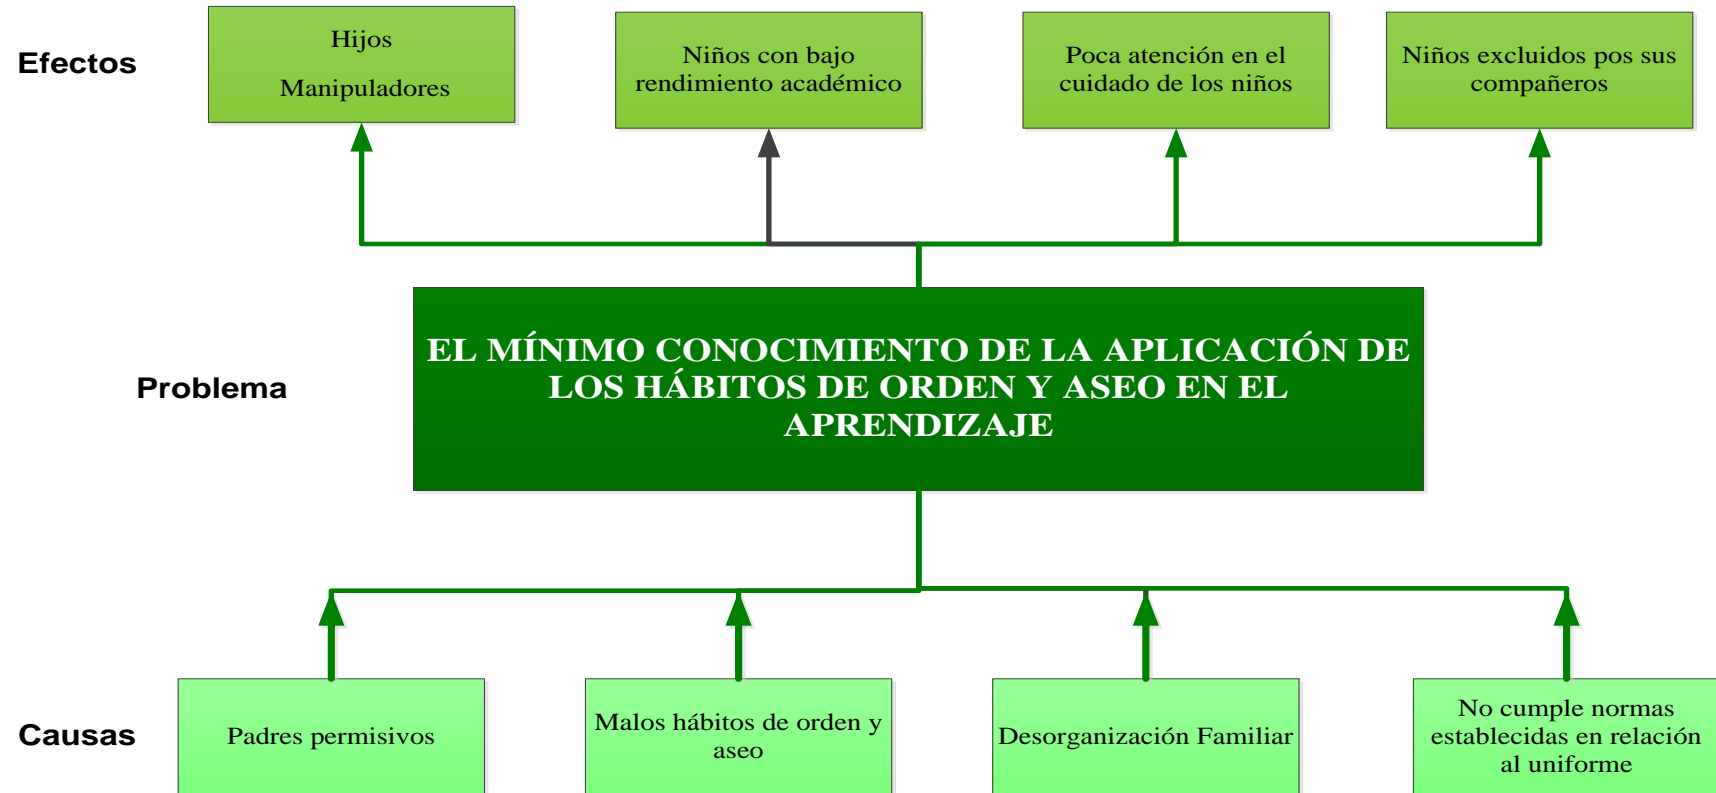 Efectos
Hijos
Manipuladores
Niños con bajo
rendimiento académico
Poca atención en el
cuidado de los niños
Niños excluidos pos sus
compañeros
Problema
EL MÍNIMO CONOCIMIENTO DE LA APLICACIÓN DE
LOS HÁBITOS DE ORDEN Y ASEO EN EL
APRENDIZAJE
Causas
Padres permisivos
Malos hábitos de orden y
aseo
Desorganización Familiar
No cumple normas
establecidas en relación
al uniforme